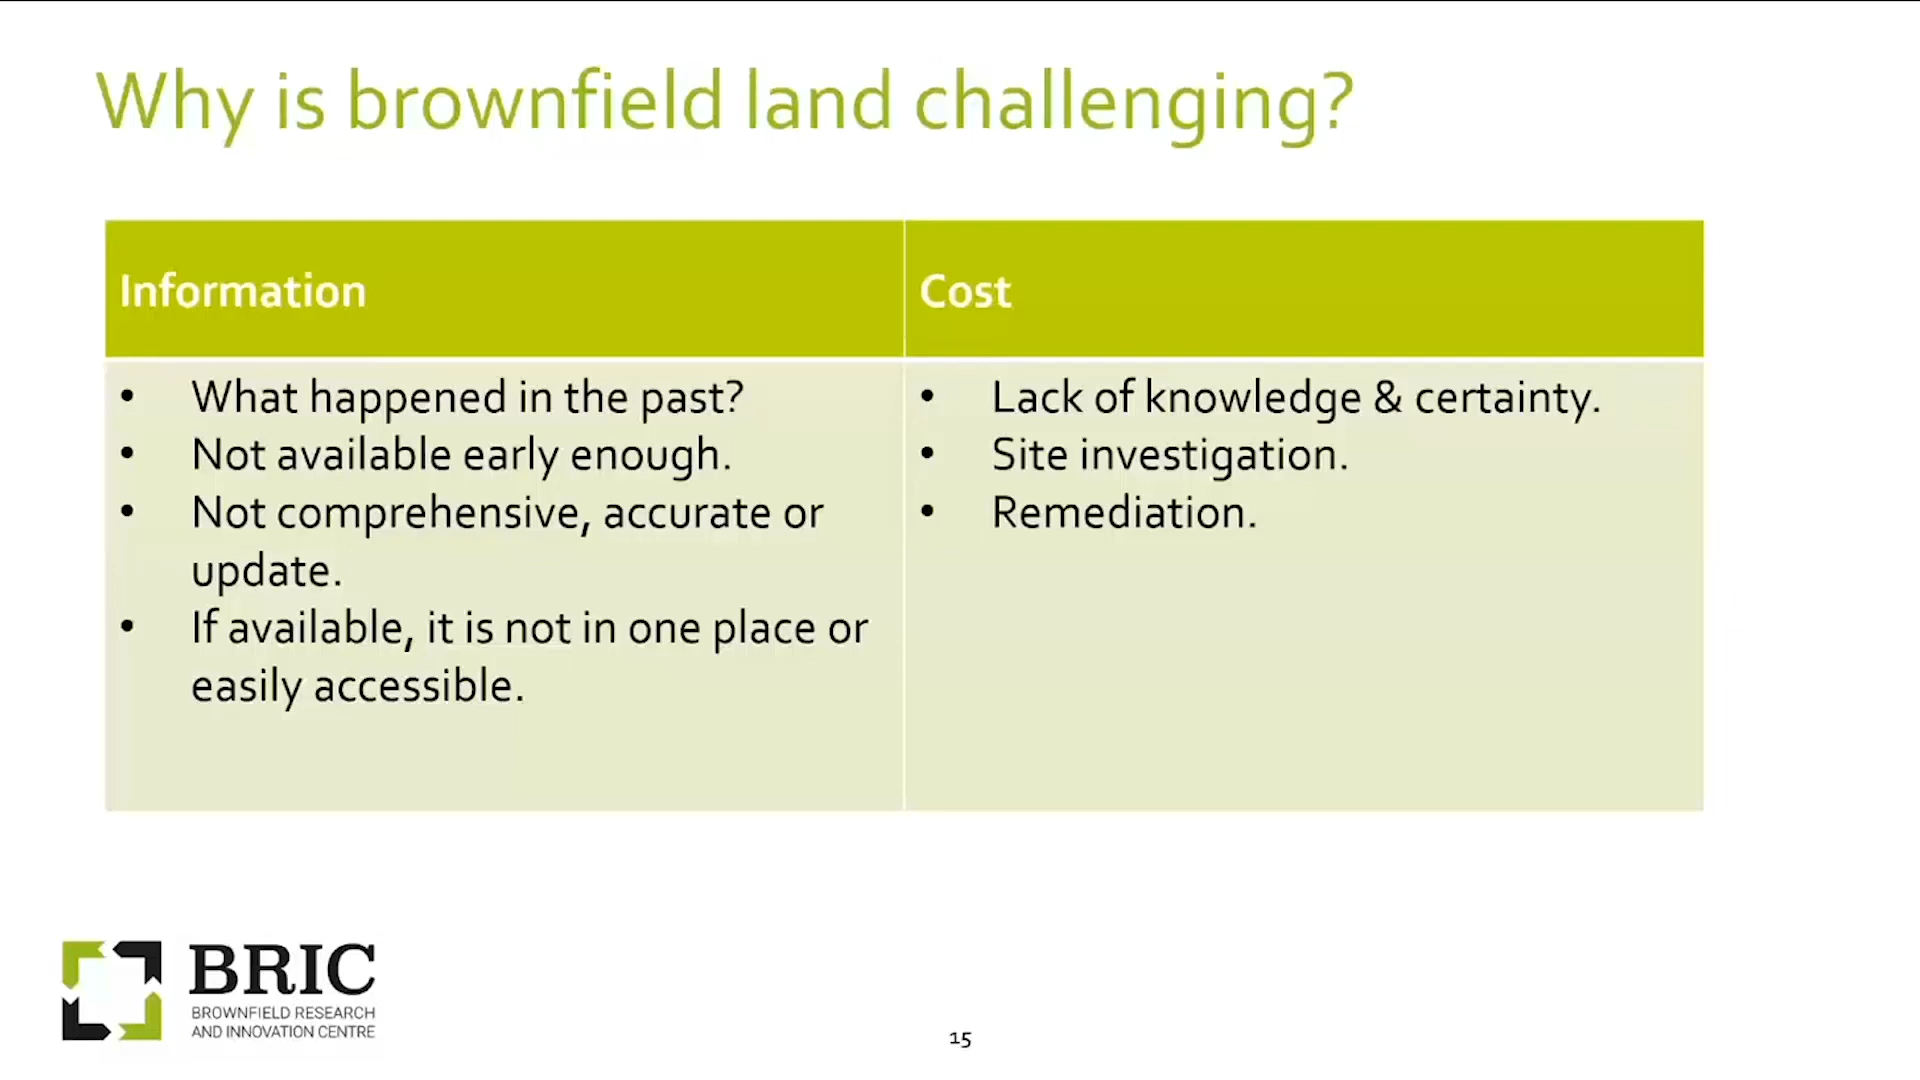 Why is brownfield land challenging?
Information
Cost
• What happened in the past?
• Not available early enough.
• Not comprehensive, accurate or
update.
• If available, it is not in one place or
easily accessible.
• Lack of knowledge & certainty.
• Site investigation.
• Remediation.
BRIC
BROWNFIELD RESEARCH
AND INNOVATION CENTRE
15